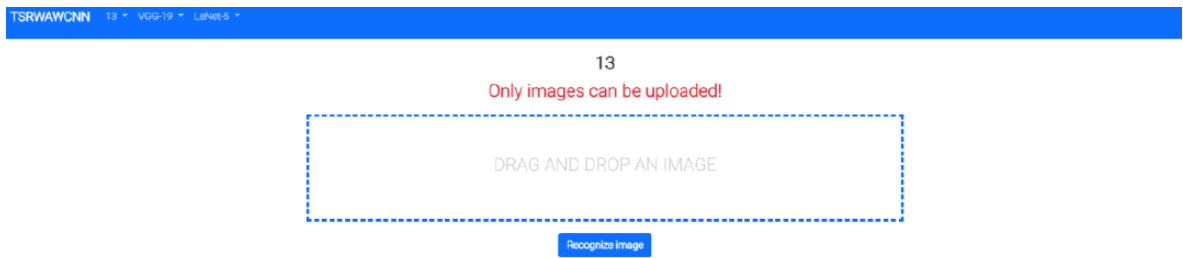 TSRWAWCNN 13 VGG-19 LeNet-5
13
Only images can be uploaded!
DRAG AND DROP AN IMAGE
Recognize image